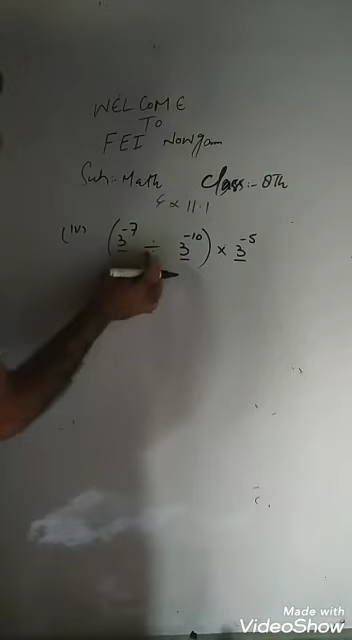 WELCOME
TO
FEI Nowgam
Sub:- Math Class:- 8Th
Ex 11.1
(IV) (3⁻⁷ ÷ 3⁻¹⁰) × 3⁻⁵
Made with
VideoShow